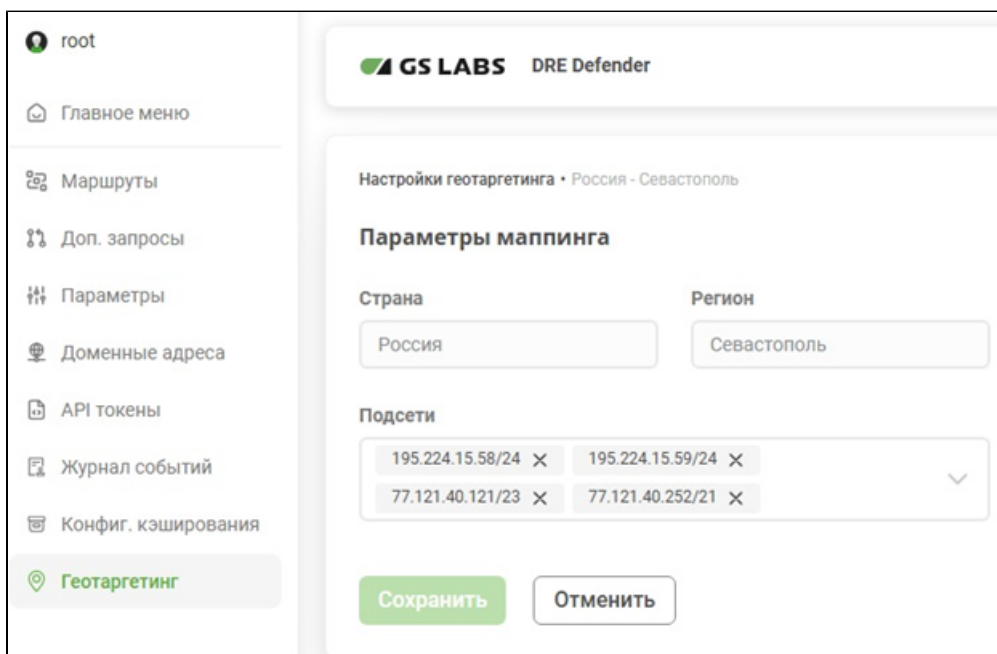 root
Главное меню
Маршруты
Доп. запросы
Параметры
Доменные адреса
API токены
Журнал событий
Конфиг. кэширования
Геотаргетинг
GS LABS DRE Defender
Настройки геотаргетинга • Россия - Севастополь
Параметры маппинга
Страна Регион
Россия Севастополь
Подсети
195.224.15.58/24 195.224.15.59/24
77.121.40.121/23 77.121.40.252/21
Сохранить Отменить